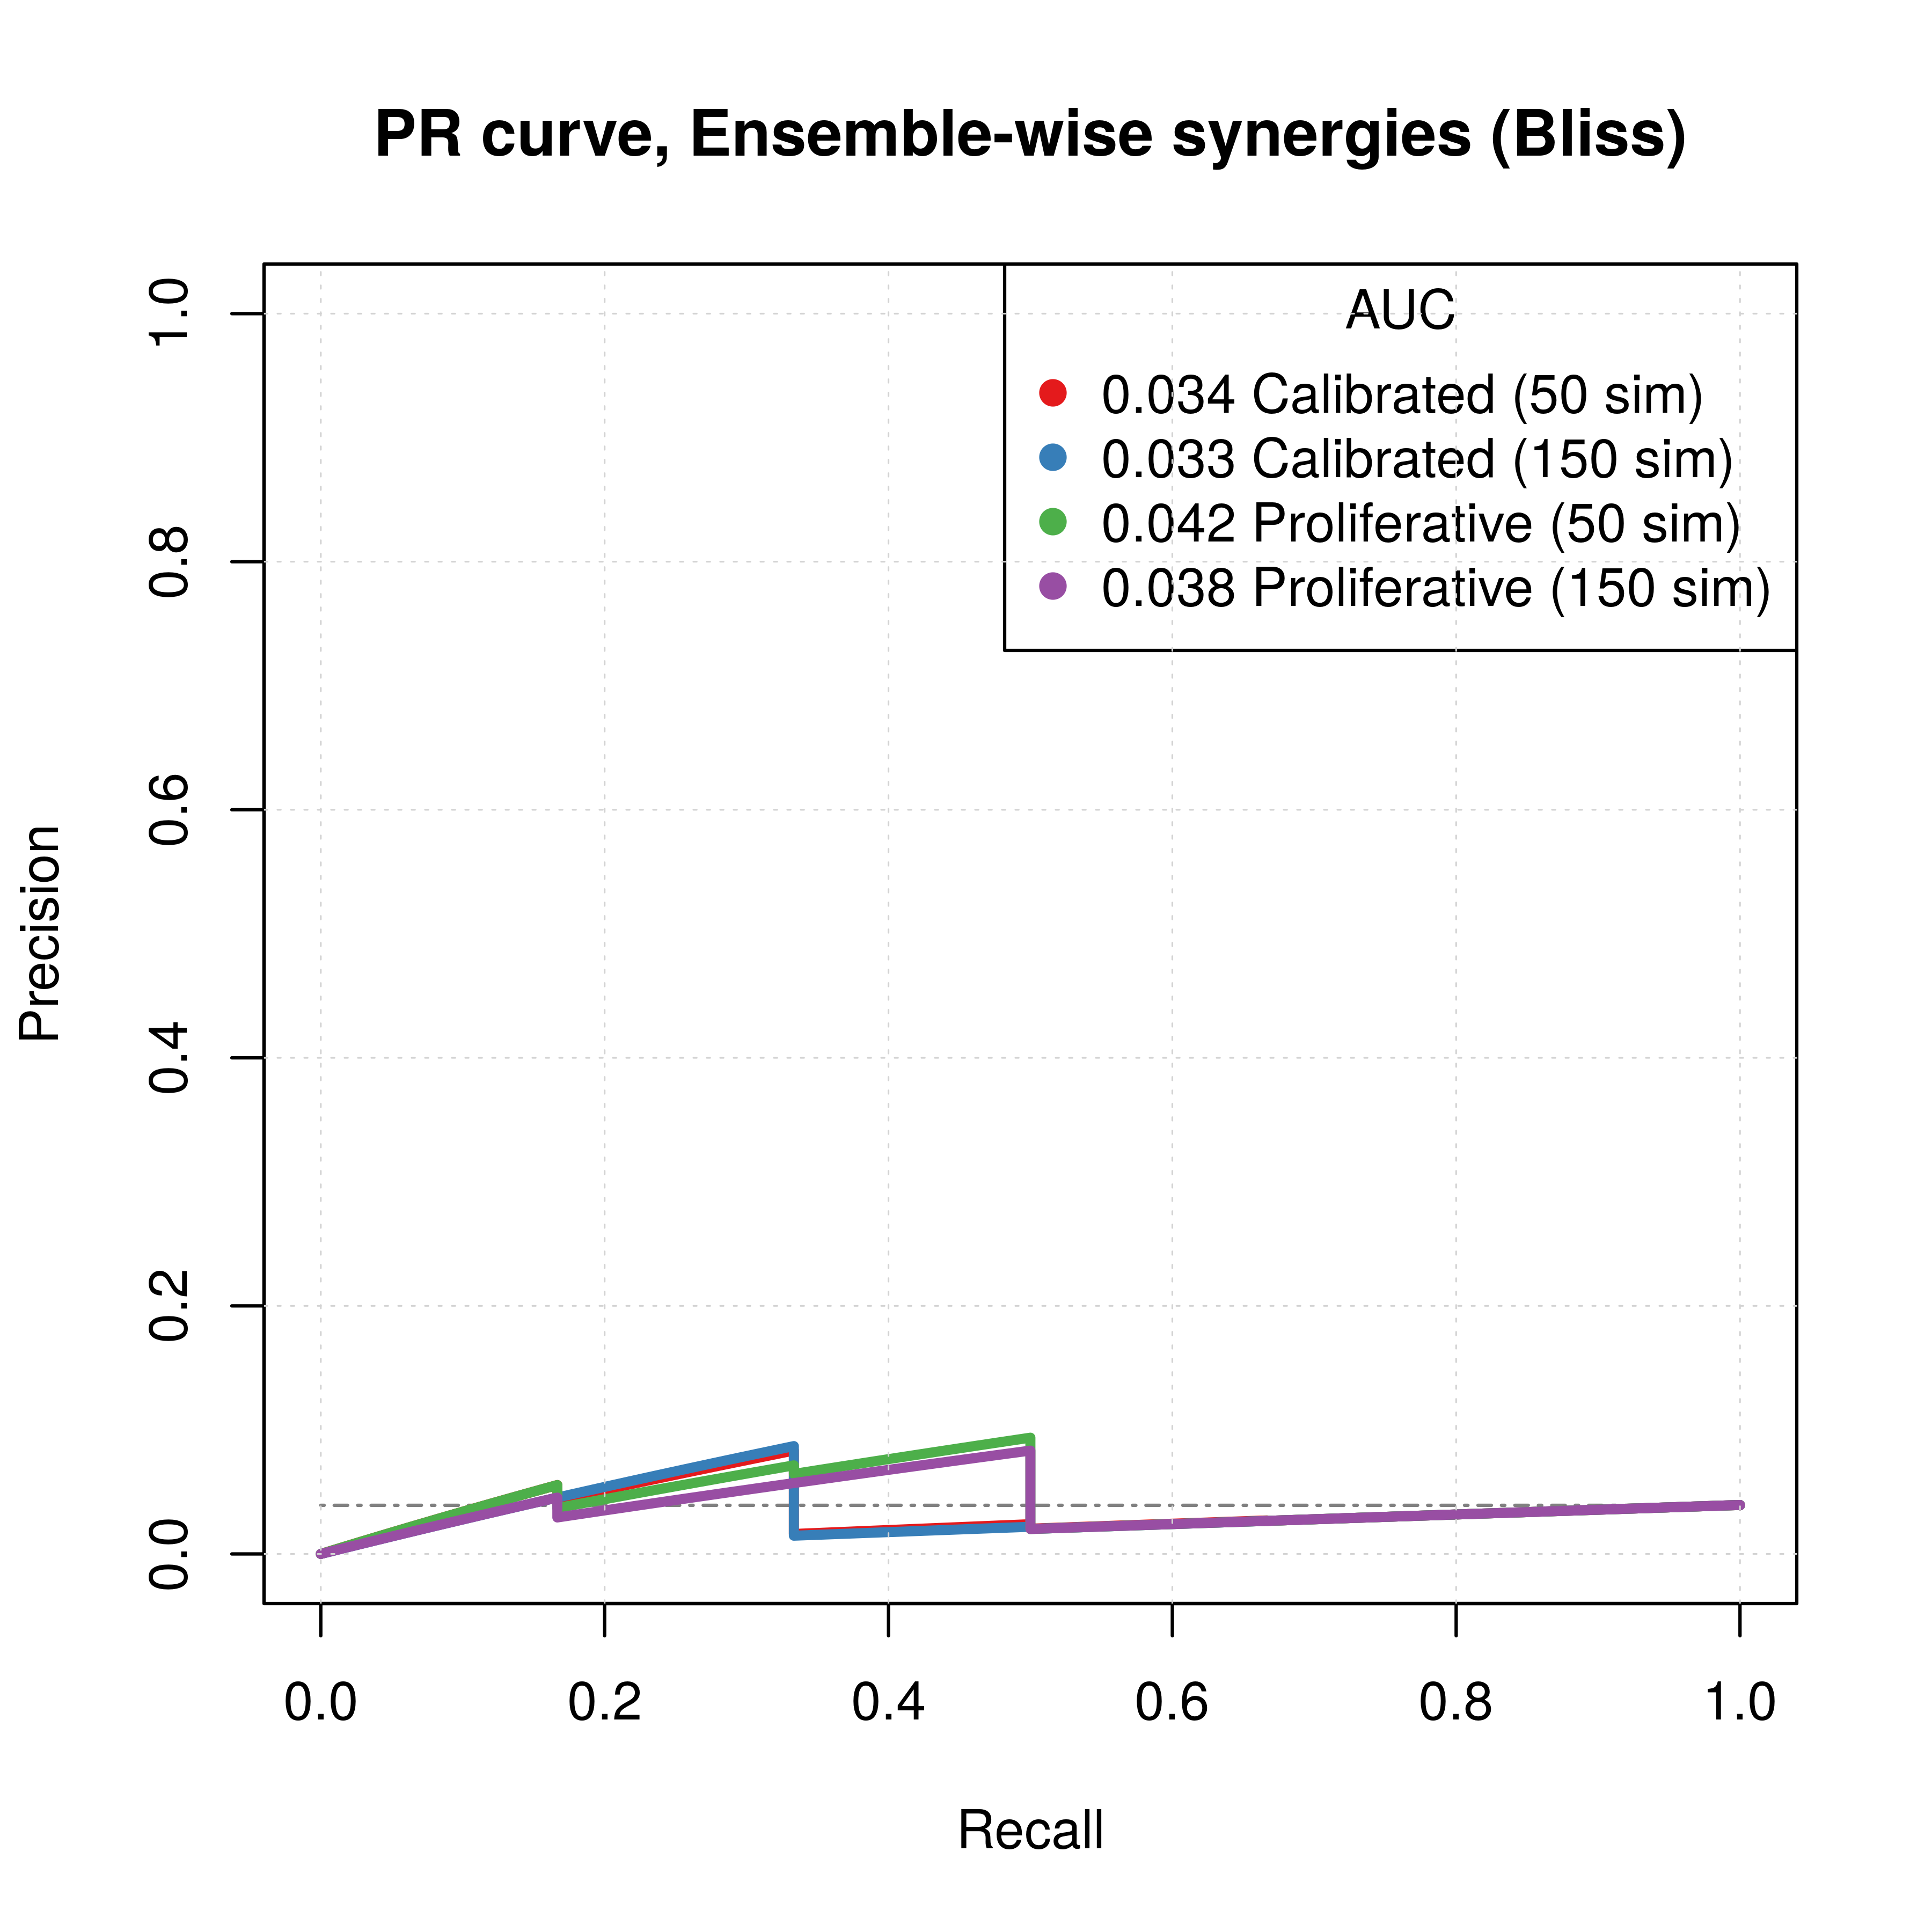 PR curve, Ensemble-wise synergies (Bliss)
AUC
0.034 Calibrated (50 sim)
0.033 Calibrated (150 sim)
0.042 Proliferative (50 sim)
0.038 Proliferative (150 sim)
1.0
0.8
0.6
0.4
0.2
0.0
Precision
0.0 0.2 0.4 0.6 0.8 1.0
Recall